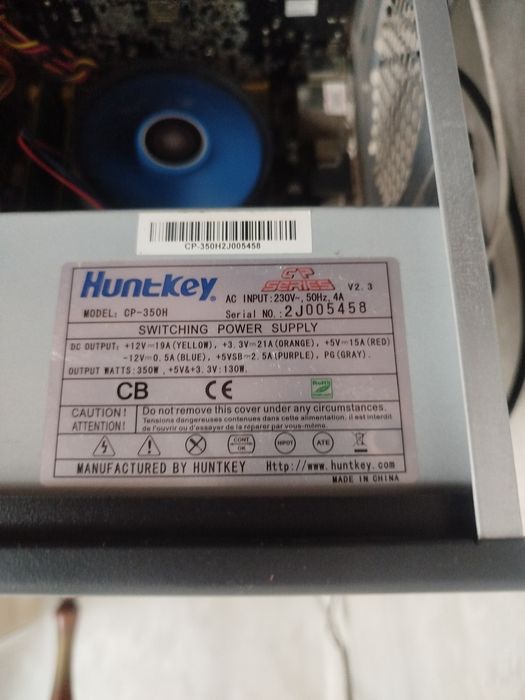 CP-350H2J005458
Huntkey® CP SERIES V2.3
AC INPUT:230V~, 50Hz, 4A
MODEL: CP-350H Serial NO.:2J005458
SWITCHING POWER SUPPLY
DC OUTPUT: +12V⎓19A(YELLOW), +3.3V⎓21A(ORANGE), +5V⎓15A(RED)
-12V⎓0.5A(BLUE), +5VSB⎓2.5A(PURPLE), PG(GRAY).
OUTPUT WATTS:350W, +5V&+3.3V:130W.
CB CE RoHS
CAUTION! Do not remove this cover under any circumstances.
ATTENTION! Tensions dangereuses contenues dans cette alimentation, il est interdit
de l'ouvrir ou d'essayer de la reparer par vous-même.
CONT. OK HIPOT ATE
MANUFACTURED BY HUNTKEY Http://www.huntkey.com
MADE IN CHINA